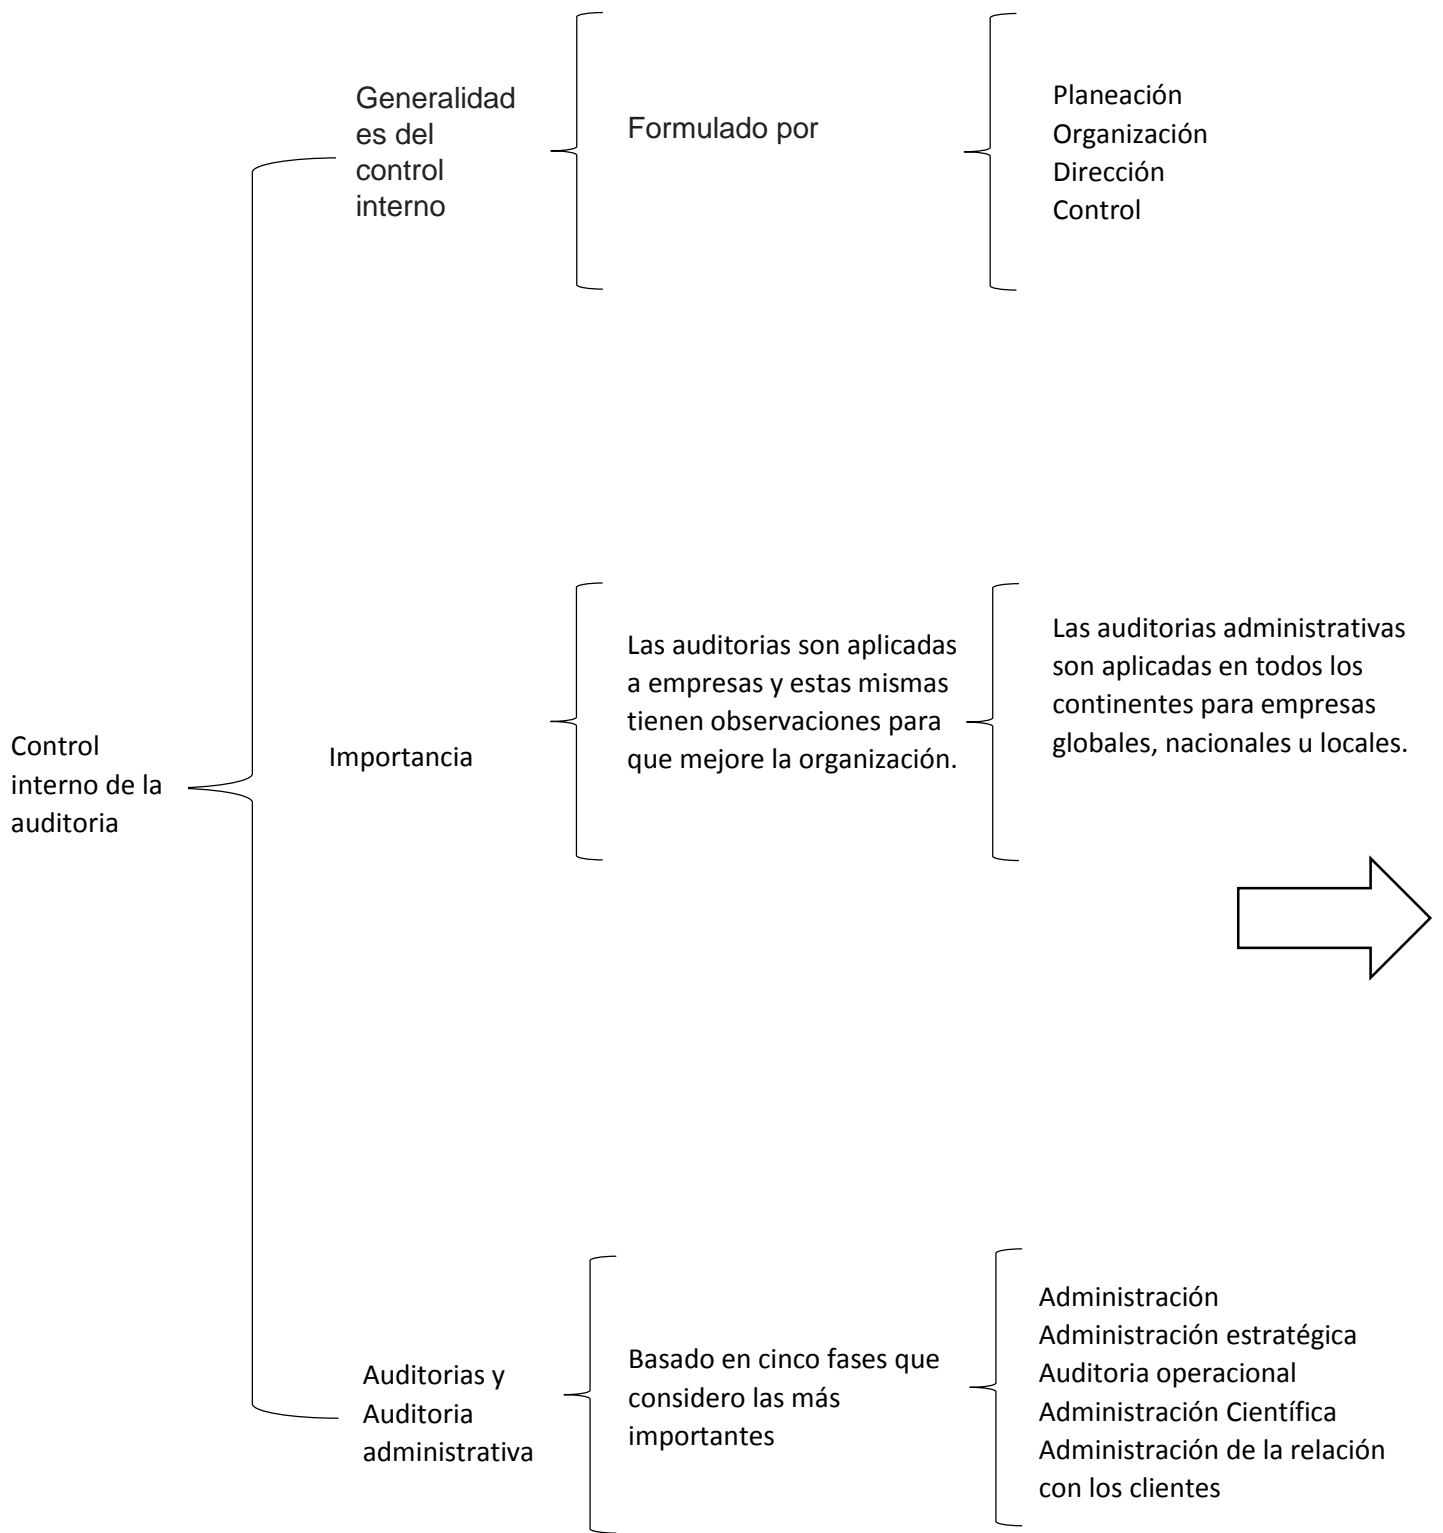 Generalidad
es del
control
interno
Formulado por
Planeación
Organización
Dirección
Control
Control
interno de la
auditoria
Importancia
Las auditorias son aplicadas
a empresas y estas mismas
tienen observaciones para
que mejore la organización.
Las auditorias administrativas
son aplicadas en todos los
continentes para empresas
globales, nacionales u locales.
Auditorias y
Auditoria
administrativa
Basado en cinco fases que
considero las más
importantes
Administración
Administración estratégica
Auditoria operacional
Administración Científica
Administración de la relación
con los clientes